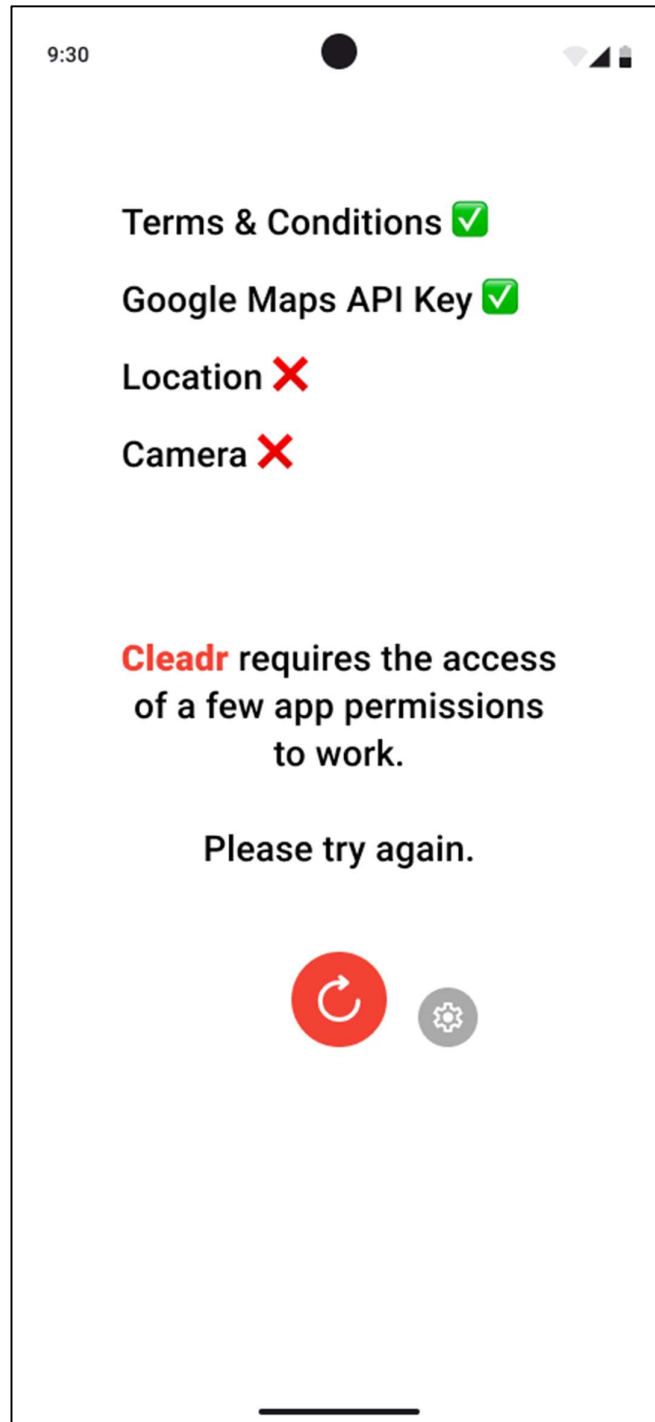 9:30
Terms & Conditions ✅
Google Maps API Key ✅
Location ❌
Camera ❌
Cleadr requires the access
of a few app permissions
to work.
Please try again.